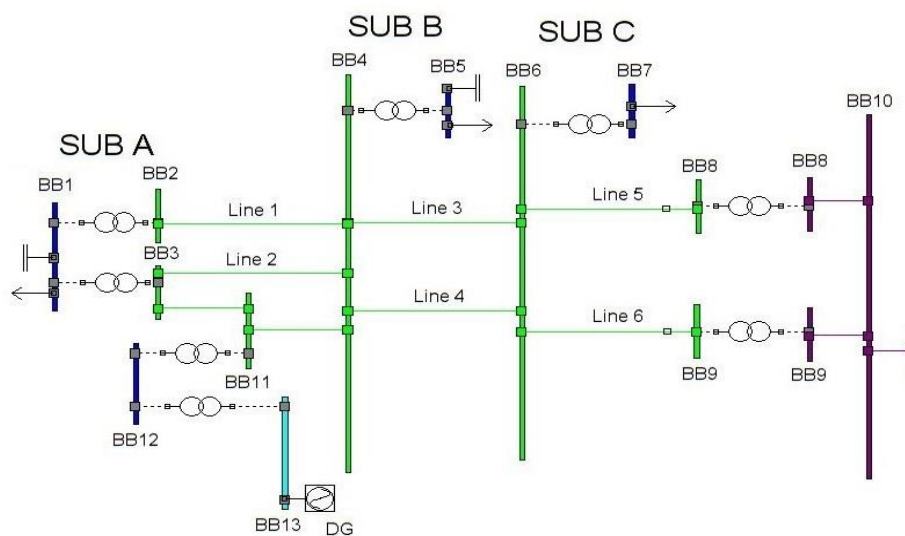 SUB B
SUB C
BB4
BB5
BB6
BB7
BB10
SUB A
BB1
BB2
BB8
BB8
Line 1
Line 3
Line 5
BB3
Line 2
Line 4
Line 6
BB11
BB9
BB9
BB12
BB13
DG